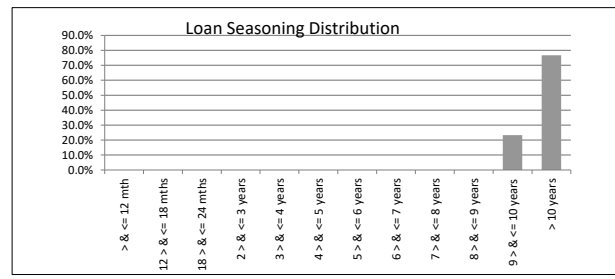 Loan Seasoning Distribution
90.0%
80.0%
70.0%
60.0%
50.0%
40.0%
30.0%
20.0%
10.0%
0.0%
> & <= 12 mth
12 > & <= 18 mths
18 > & <= 24 mths
2 > & <= 3 years
3 > & <= 4 years
4 > & <= 5 years
5 > & <= 6 years
6 > & <= 7 years
7 > & <= 8 years
8 > & <= 9 years
9 > & <= 10 years
> 10 years